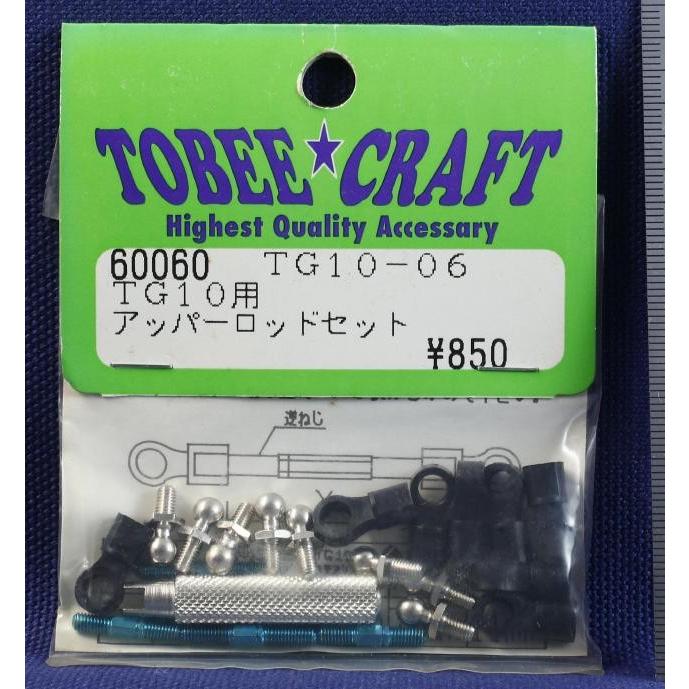 TOBEE★CRAFT
Highest Quality Accessary
60060 TG10-06
TG10用
アッパーロッドセット
¥850
逆ねじ